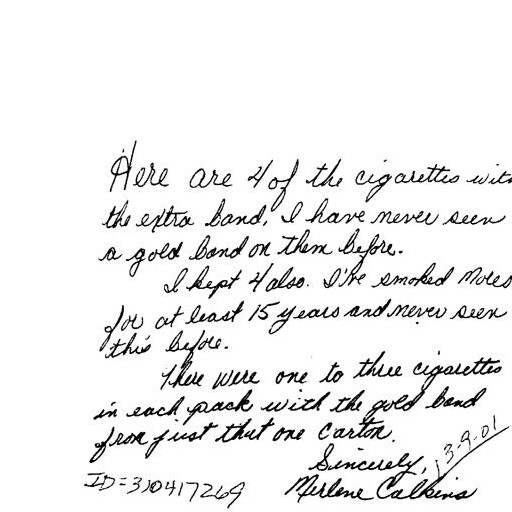 Here are 4 of the cigarettes with
the extra band, I have never seen
a gold band on them before.
I kept 4 also. I've smoked Mores
for at least 15 years and never seen
this before.
There were one to three cigarettes
in each pack with the gold band
from just that one carton.
Sincerely,
3-9-01
ID=310417269
Merlene Calkins